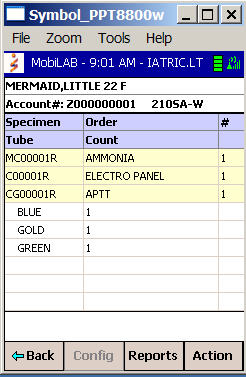 Symbol_PPT8800w
File Zoom Tools Help
MobiLAB - 9:01 AM - IATRIC.LT
MERMAID,LITTLE 22 F
Account#: Z0000000001 210SA-W
Specimen Order #
Tube Count
MC00001R AMMONIA 1
C00001R ELECTRO PANEL 1
CG00001R APTT 1
BLUE 1
GOLD 1
GREEN 1
Back Config Reports Action